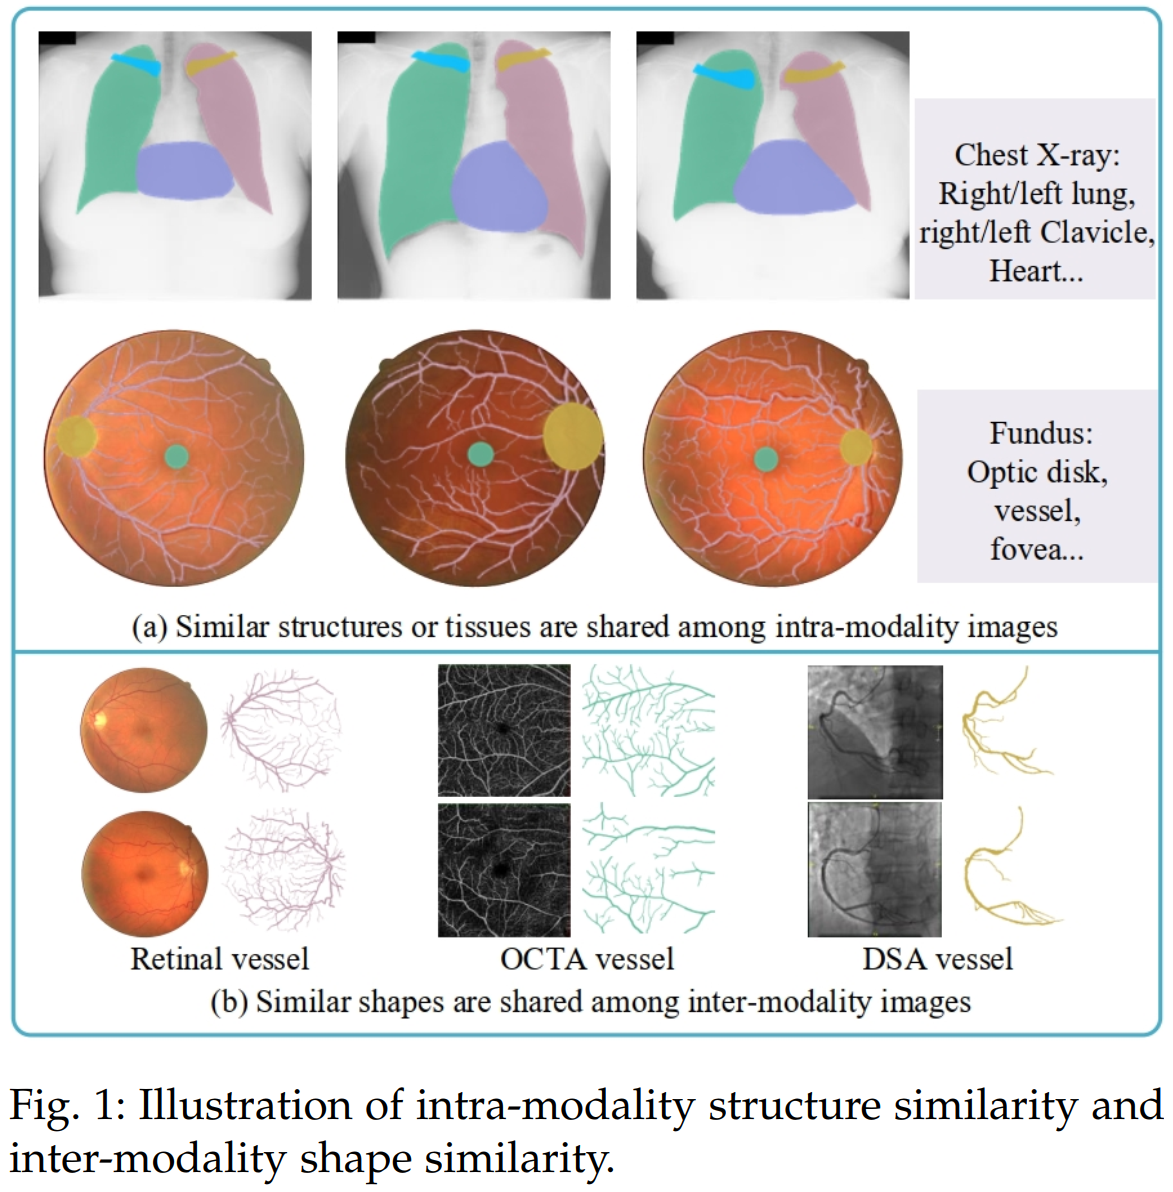 Chest X-ray:
Right/left lung,
right/left Clavicle,
Heart...
Fundus:
Optic disk,
vessel,
fovea...
(a) Similar structures or tissues are shared among intra-modality images
Retinal vessel
OCTA vessel
DSA vessel
(b) Similar shapes are shared among inter-modality images
Fig. 1: Illustration of intra-modality structure similarity and
inter-modality shape similarity.